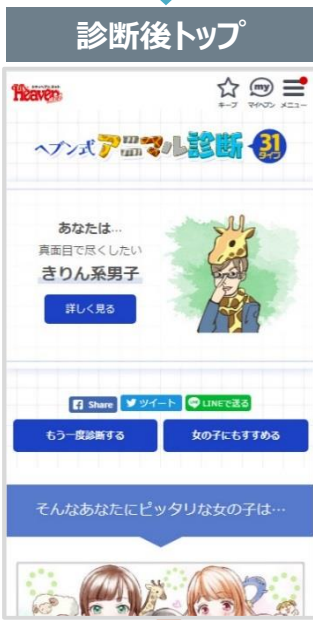 診断後トップ
Heaven
キープ
my
マイヘブン
メニュー
ヘブン式アニマル診断31タイプ
あなたは…
真面目で尽くしたい
きりん系男子
詳しく見る
Share
ツイート
LINEで送る
もう一度診断する
女の子にもすすめる
そんなあなたにピッタリな女の子は…